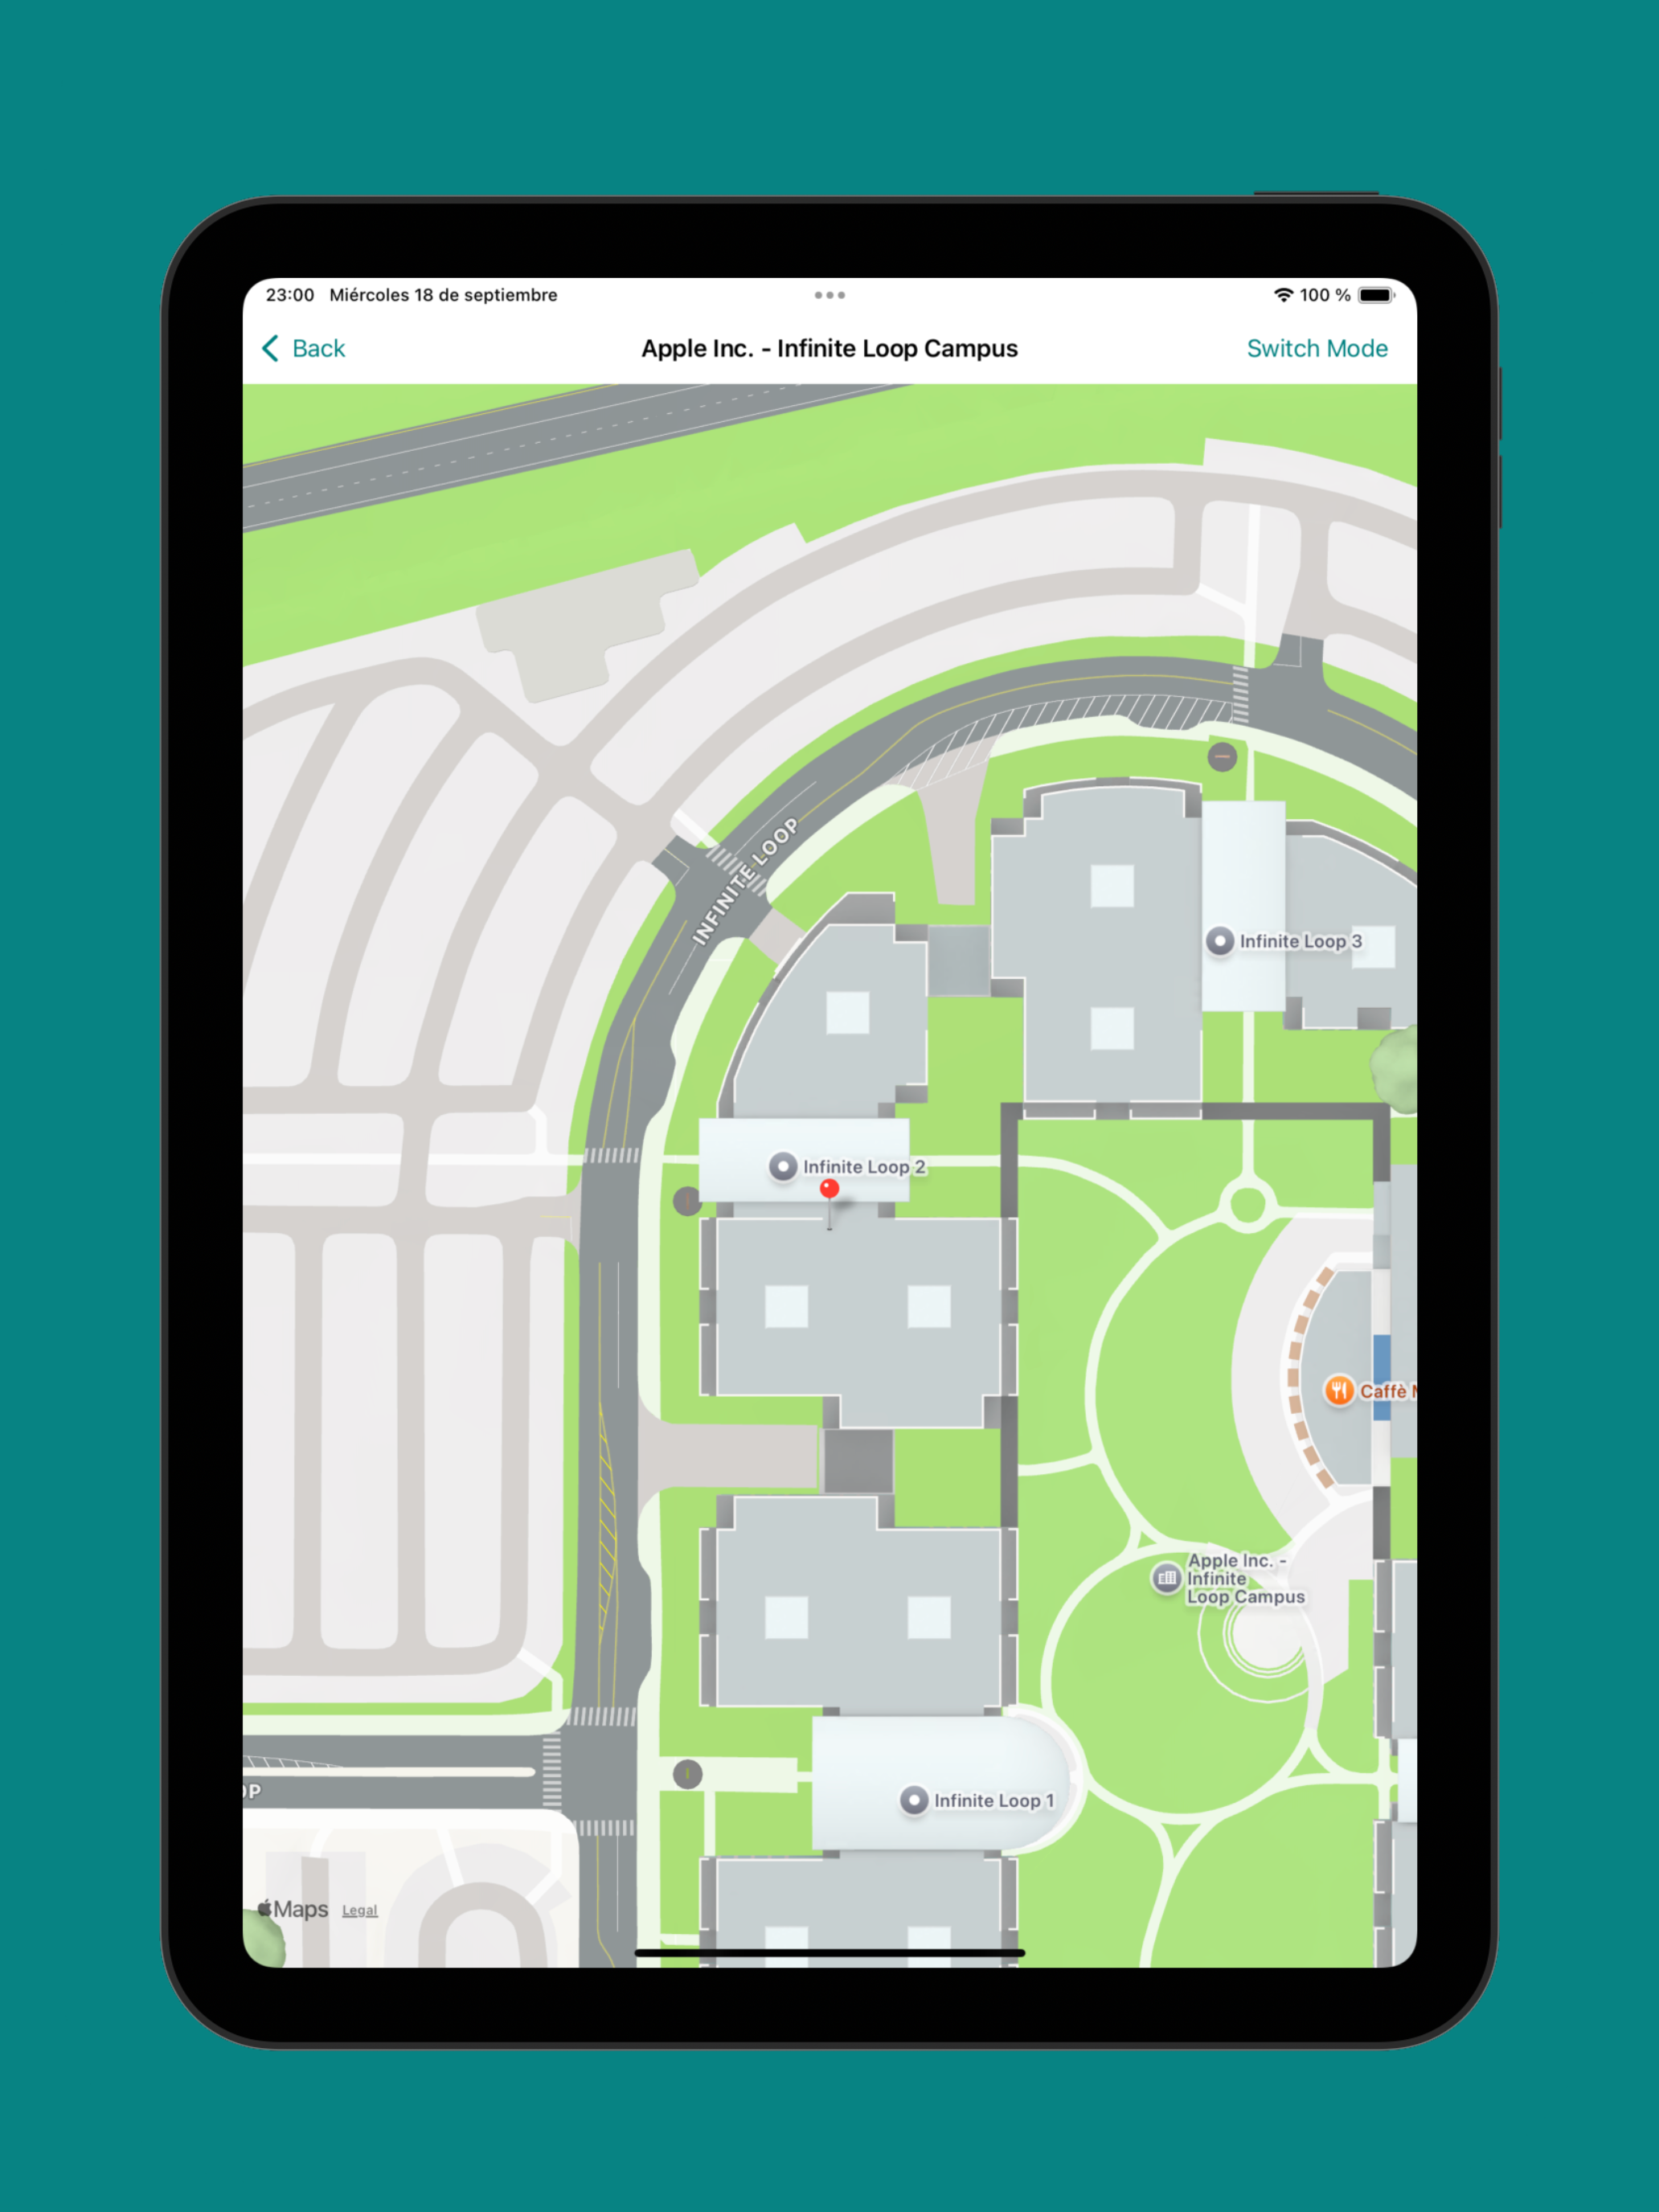 23:00 Miércoles 18 de septiembre
100 %
Back
Apple Inc. - Infinite Loop Campus
Switch Mode
INFINITE LOOP
Infinite Loop 3
Infinite Loop 2
Caffè
Apple Inc. -
Infinite
Loop Campus
OP
Infinite Loop 1
Maps
Legal